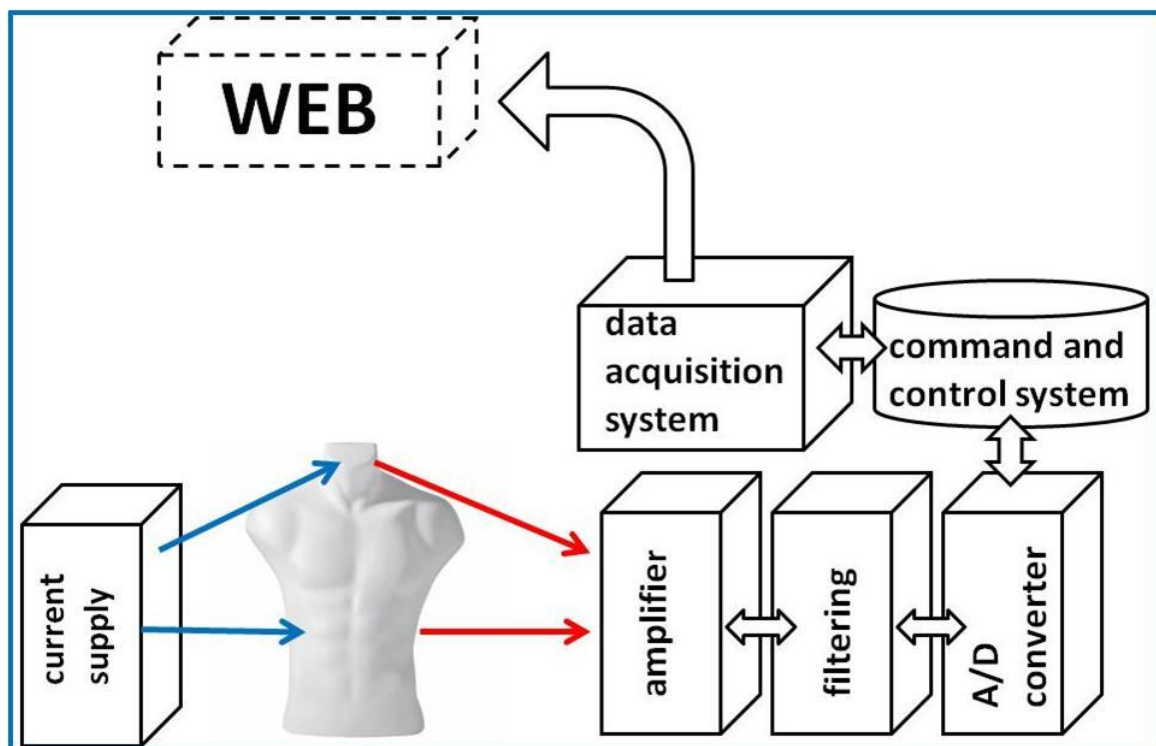 WEB
data
acquisition
system
command and
control system
current
supply
amplifier
filtering
A/D
converter